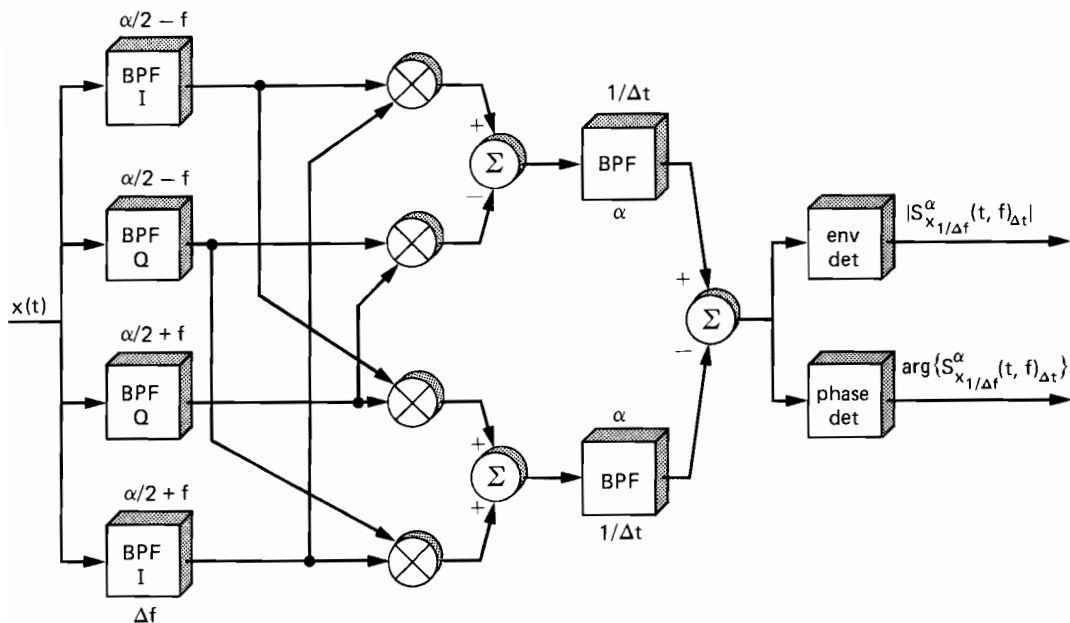 α/2 − f
BPF
I
α/2 − f
BPF
Q
x(t)
α/2 + f
BPF
Q
α/2 + f
BPF
I
Δf
+
Σ
−
+
Σ
+
1/Δt
BPF
α
α
BPF
1/Δt
+
Σ
−
env
det
|S^α_{x_{1/Δf}}(t, f)_{Δt}|
phase
det
arg{S^α_{x_{1/Δf}}(t, f)_{Δt}}